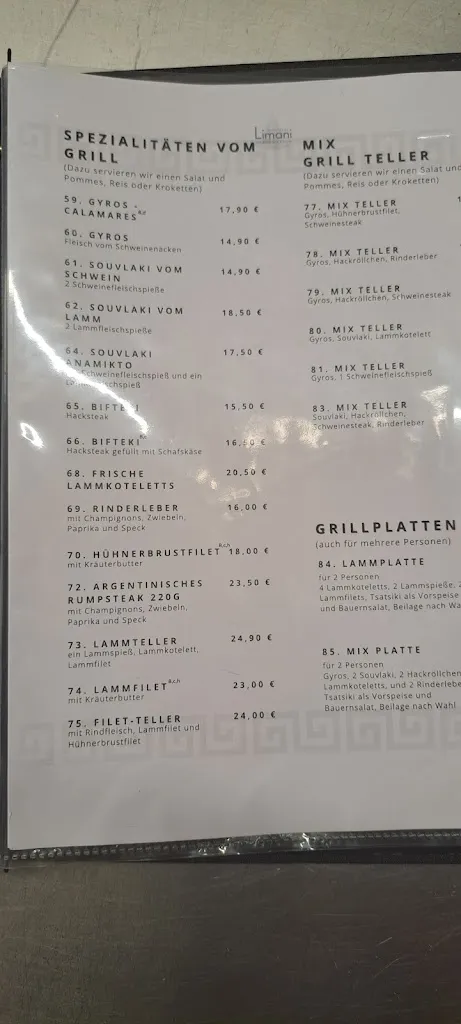 Limani
SPEZIALITÄTEN VOM
GRILL
(Dazu servieren wir einen Salat und
Pommes, Reis oder Kroketten)
59. GYROS -
CALAMARES 17,90 €
60. GYROS 14,90 €
Fleisch vom Schweinenacken
61. SOUVLAKI VOM
SCHWEIN 14,90 €
2 Schweinefleischspieße
62. SOUVLAKI VOM
LAMM 18,50 €
2 Lammfleischspieße
64. SOUVLAKI 17,50 €
ANAMIKTO
Schweinefleischspieß und ein
65. BIFTEKI 15,50 €
Hacksteak
66. BIFTEKI 16,50 €
Hacksteak gefüllt mit Schafskäse
68. FRISCHE 20,50 €
LAMMKOTELETTS
69. RINDERLEBER 16,00 €
mit Champignons, Zwiebeln,
Paprika und Speck
70. HÜHNERBRUSTFILET 18,00 €
mit Kräuterbutter
72. ARGENTINISCHES 23,50 €
RUMPSTEAK 220G
mit Champignons, Zwiebeln,
Paprika und Speck
73. LAMMTELLER 24,90 €
ein Lammspieß, Lammkotelett,
Lammfilet
74. LAMMFILET 23,00 €
mit Kräuterbutter
75. FILET-TELLER 24,00 €
mit Rindfleisch, Lammfilet und
Hühnerbrustfilet
MIX
GRILL TELLER
(Dazu servieren wir einen Salat und
Pommes, Reis oder Kroketten)
77. MIX TELLER
Gyros, Hühnerbrustfilet,
Schweinesteak
78. MIX TELLER
Gyros, Hackröllchen, Rinderleber
79. MIX TELLER
Gyros, Hackröllchen, Schweinesteak
80. MIX TELLER
Gyros, Souvlaki, Lammkotelett
81. MIX TELLER
Gyros, 1 Schweinefleischspieß
83. MIX TELLER
Souvlaki, Hackröllchen,
Schweinesteak, Rinderleber
GRILLPLATTEN
(auch für mehrere Personen)
84. LAMMPLATTE
für 2 Personen
4 Lammkoteletts, 2 Lammspieße, 2
Lammfilets, Tsatsiki als Vorspeise
und Bauernsalat, Beilage nach Wa
85. MIX PLATTE
für 2 Personen
Gyros, 2 Souvlaki, 2 Hackröllchen
Lammkoteletts, und 2 Rinderlebe
Tsatsiki als Vorspeise und
Bauernsalat, Beilage nach Wahl